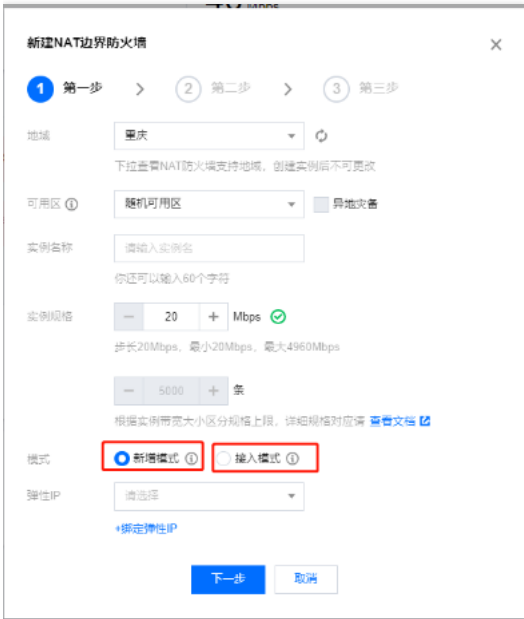 Mbps
新建NAT边界防火墙
1 第一步 > 2 第二步 > 3 第三步
地域 重庆
下拉查看NAT防火墙支持地域，创建实例后不可更改
可用区 随机可用区 异地灾备
实例名称 请输入实例名
你还可以输入60个字符
实例规格 20 Mbps
步长20Mbps，最小20Mbps，最大4960Mbps
5000 条
根据实例带宽大小区分规格上限，详细规格对应请 查看文档
模式 新增模式 接入模式
弹性IP 请选择
+绑定弹性IP
下一步 取消